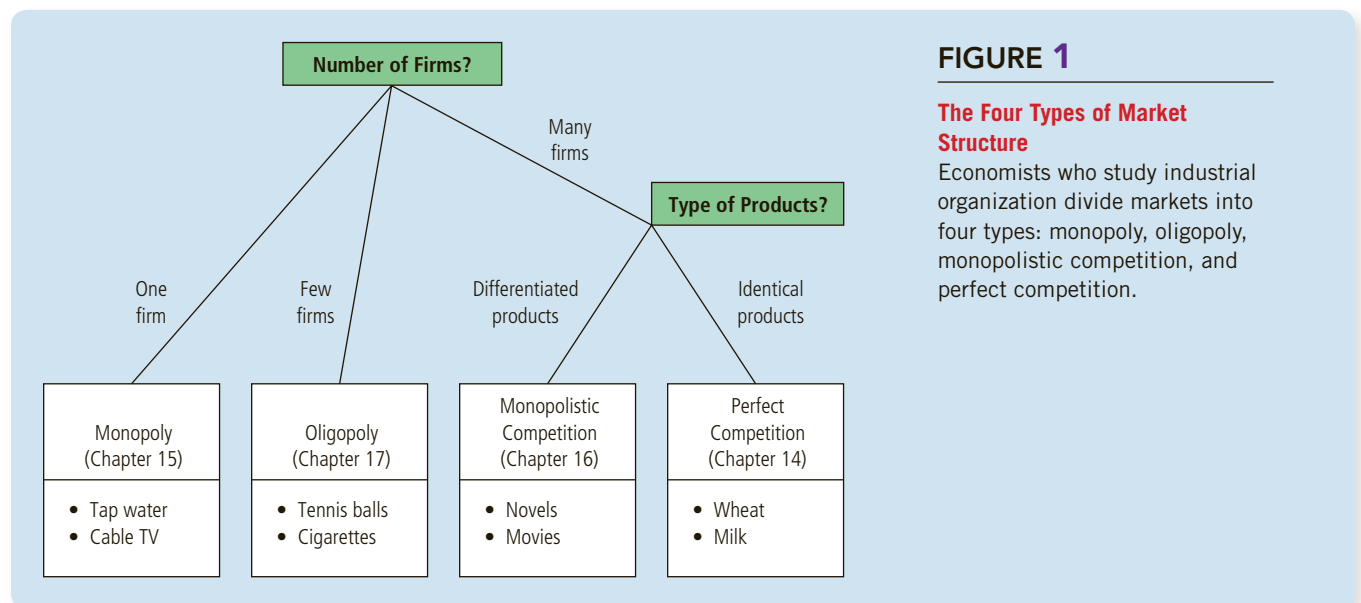 Number of Firms?
Many
firms
Type of Products?
One
firm
Few
firms
Differentiated
products
Identical
products
Monopoly
(Chapter 15)
• Tap water
• Cable TV
Oligopoly
(Chapter 17)
• Tennis balls
• Cigarettes
Monopolistic
Competition
(Chapter 16)
• Novels
• Movies
Perfect
Competition
(Chapter 14)
• Wheat
• Milk
FIGURE 1
The Four Types of Market
Structure
Economists who study industrial
organization divide markets into
four types: monopoly, oligopoly,
monopolistic competition, and
perfect competition.